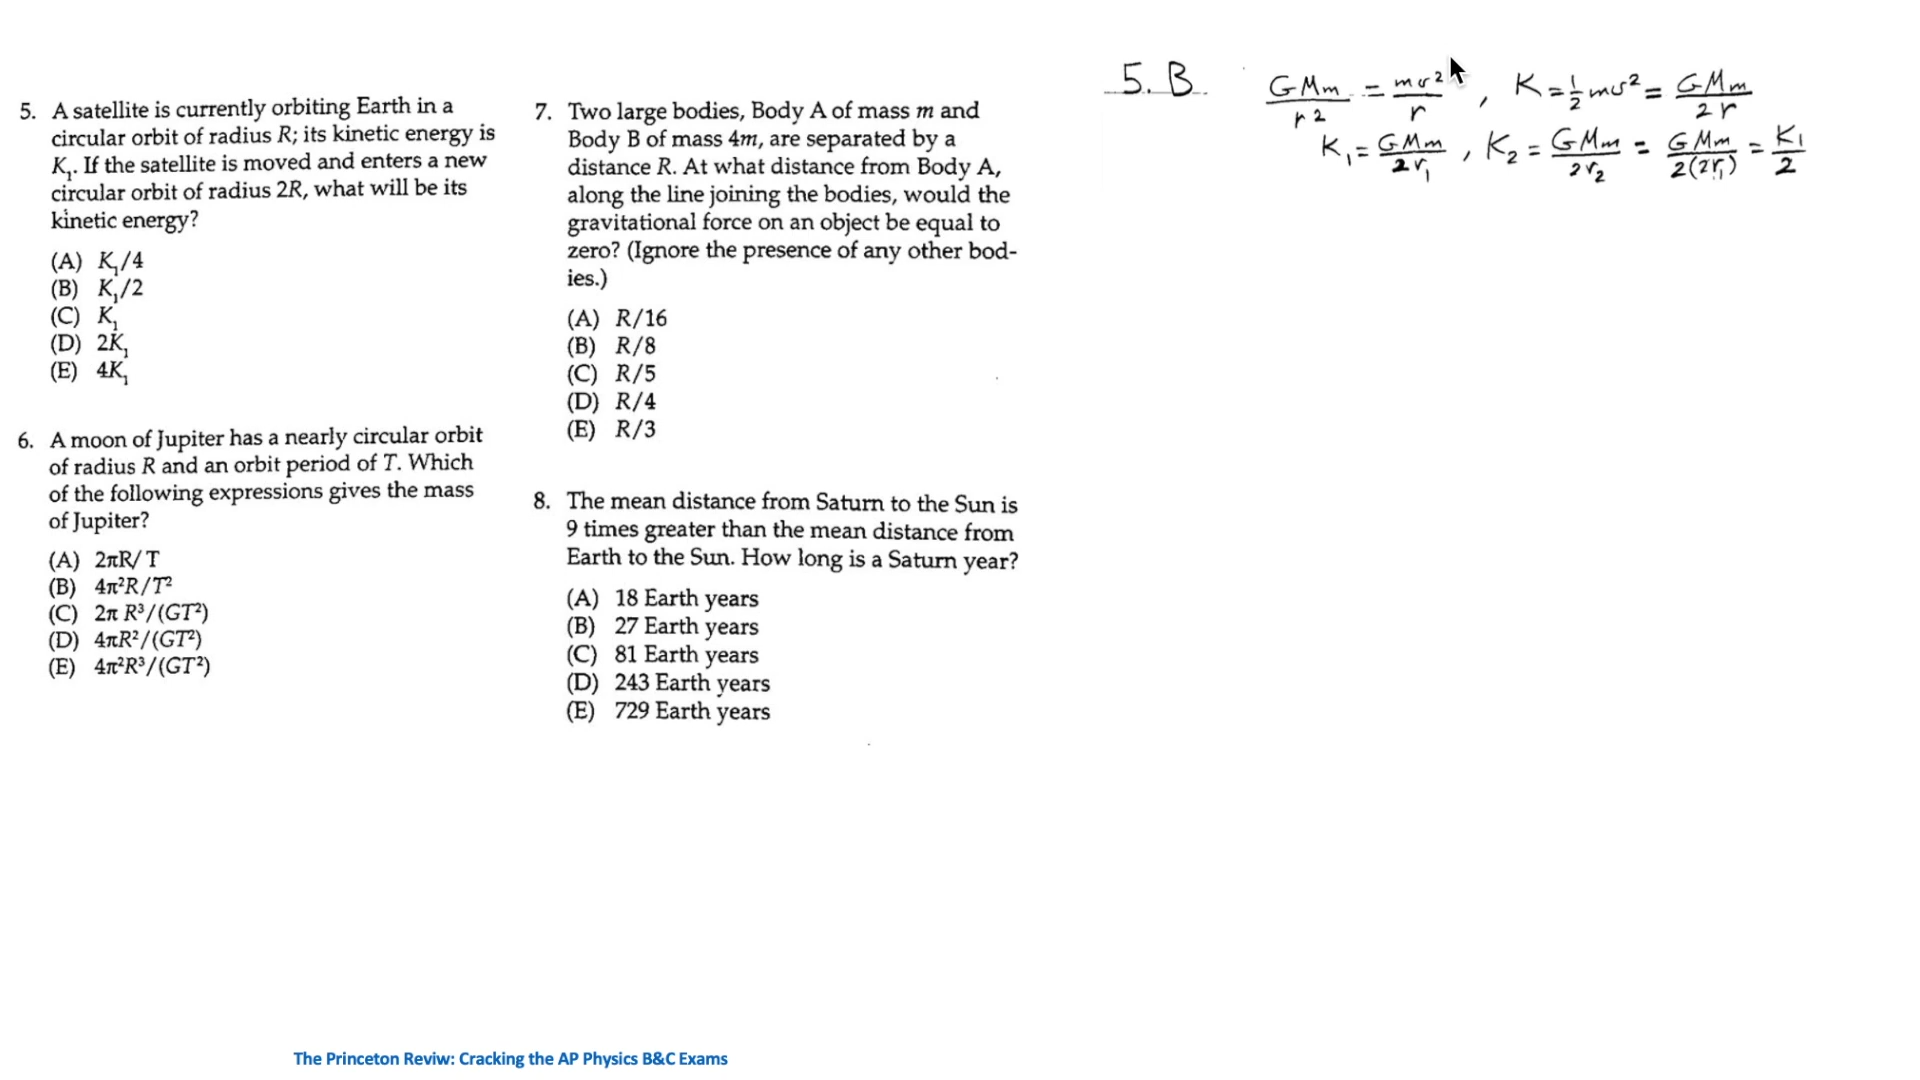 5. A satellite is currently orbiting Earth in a
circular orbit of radius R; its kinetic energy is
K₁. If the satellite is moved and enters a new
circular orbit of radius 2R, what will be its
kinetic energy?
(A) K₁/4
(B) K₁/2
(C) K₁
(D) 2K₁
(E) 4K₁
6. A moon of Jupiter has a nearly circular orbit
of radius R and an orbit period of T. Which
of the following expressions gives the mass
of Jupiter?
(A) 2πR/T
(B) 4π²R/T²
(C) 2π R³/(GT²)
(D) 4πR²/(GT²)
(E) 4π²R³/(GT²)
7. Two large bodies, Body A of mass m and
Body B of mass 4m, are separated by a
distance R. At what distance from Body A,
along the line joining the bodies, would the
gravitational force on an object be equal to
zero? (Ignore the presence of any other bod-
ies.)
(A) R/16
(B) R/8
(C) R/5
(D) R/4
(E) R/3
8. The mean distance from Saturn to the Sun is
9 times greater than the mean distance from
Earth to the Sun. How long is a Saturn year?
(A) 18 Earth years
(B) 27 Earth years
(C) 81 Earth years
(D) 243 Earth years
(E) 729 Earth years
5. B GMm/r² = mv²/r , K = ½mv² = GMm/2r
K₁ = GMm/2r₁ , K₂ = GMm/2r₂ = GMm/2(2r₁) = K₁/2
The Princeton Reviw: Cracking the AP Physics B&C Exams